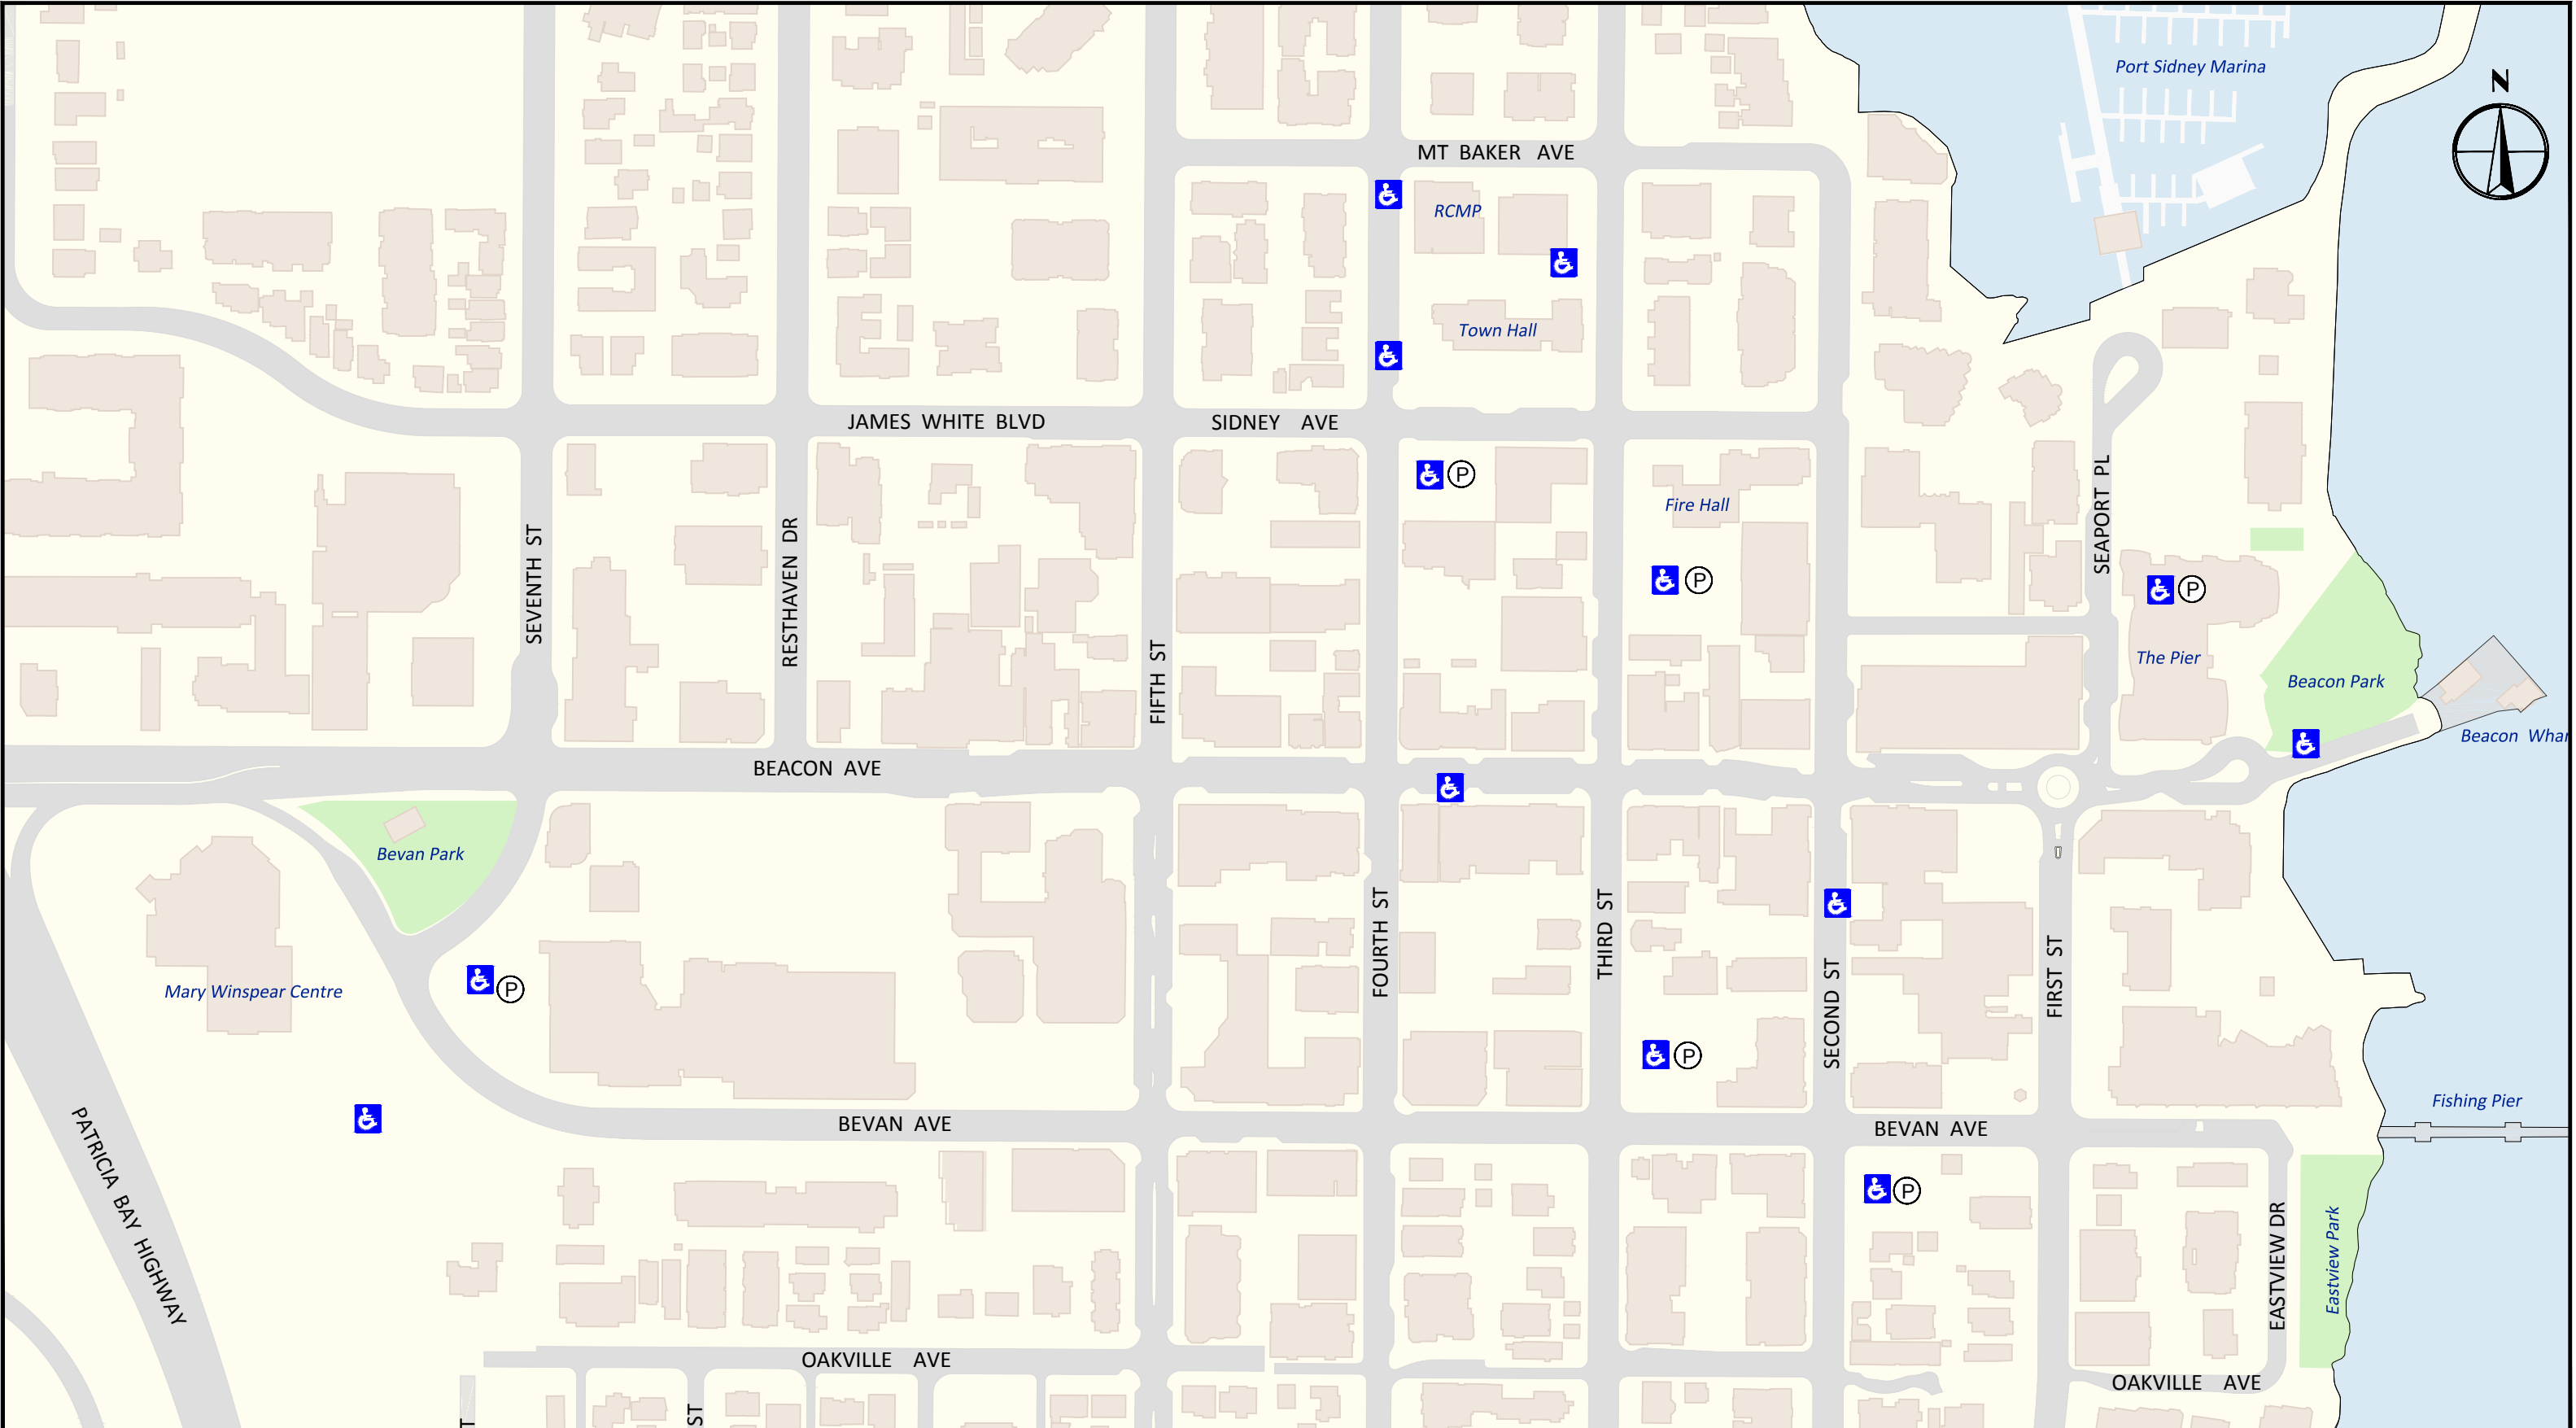 Port Sidney Marina
N
MT BAKER AVE
RCMP
Town Hall
JAMES WHITE BLVD
SIDNEY AVE
P
Fire Hall
SEAPORT PL
SEVENTH ST
RESTHAVEN DR
P
P
FIFTH ST
The Pier
Beacon Park
Beacon Whar
BEACON AVE
Bevan Park
FOURTH ST
THIRD ST
SECOND ST
FIRST ST
Mary Winspear Centre
P
P
PATRICIA BAY HIGHWAY
BEVAN AVE
BEVAN AVE
Fishing Pier
P
EASTVIEW DR
Eastview Park
OAKVILLE AVE
OAKVILLE AVE
T
ST